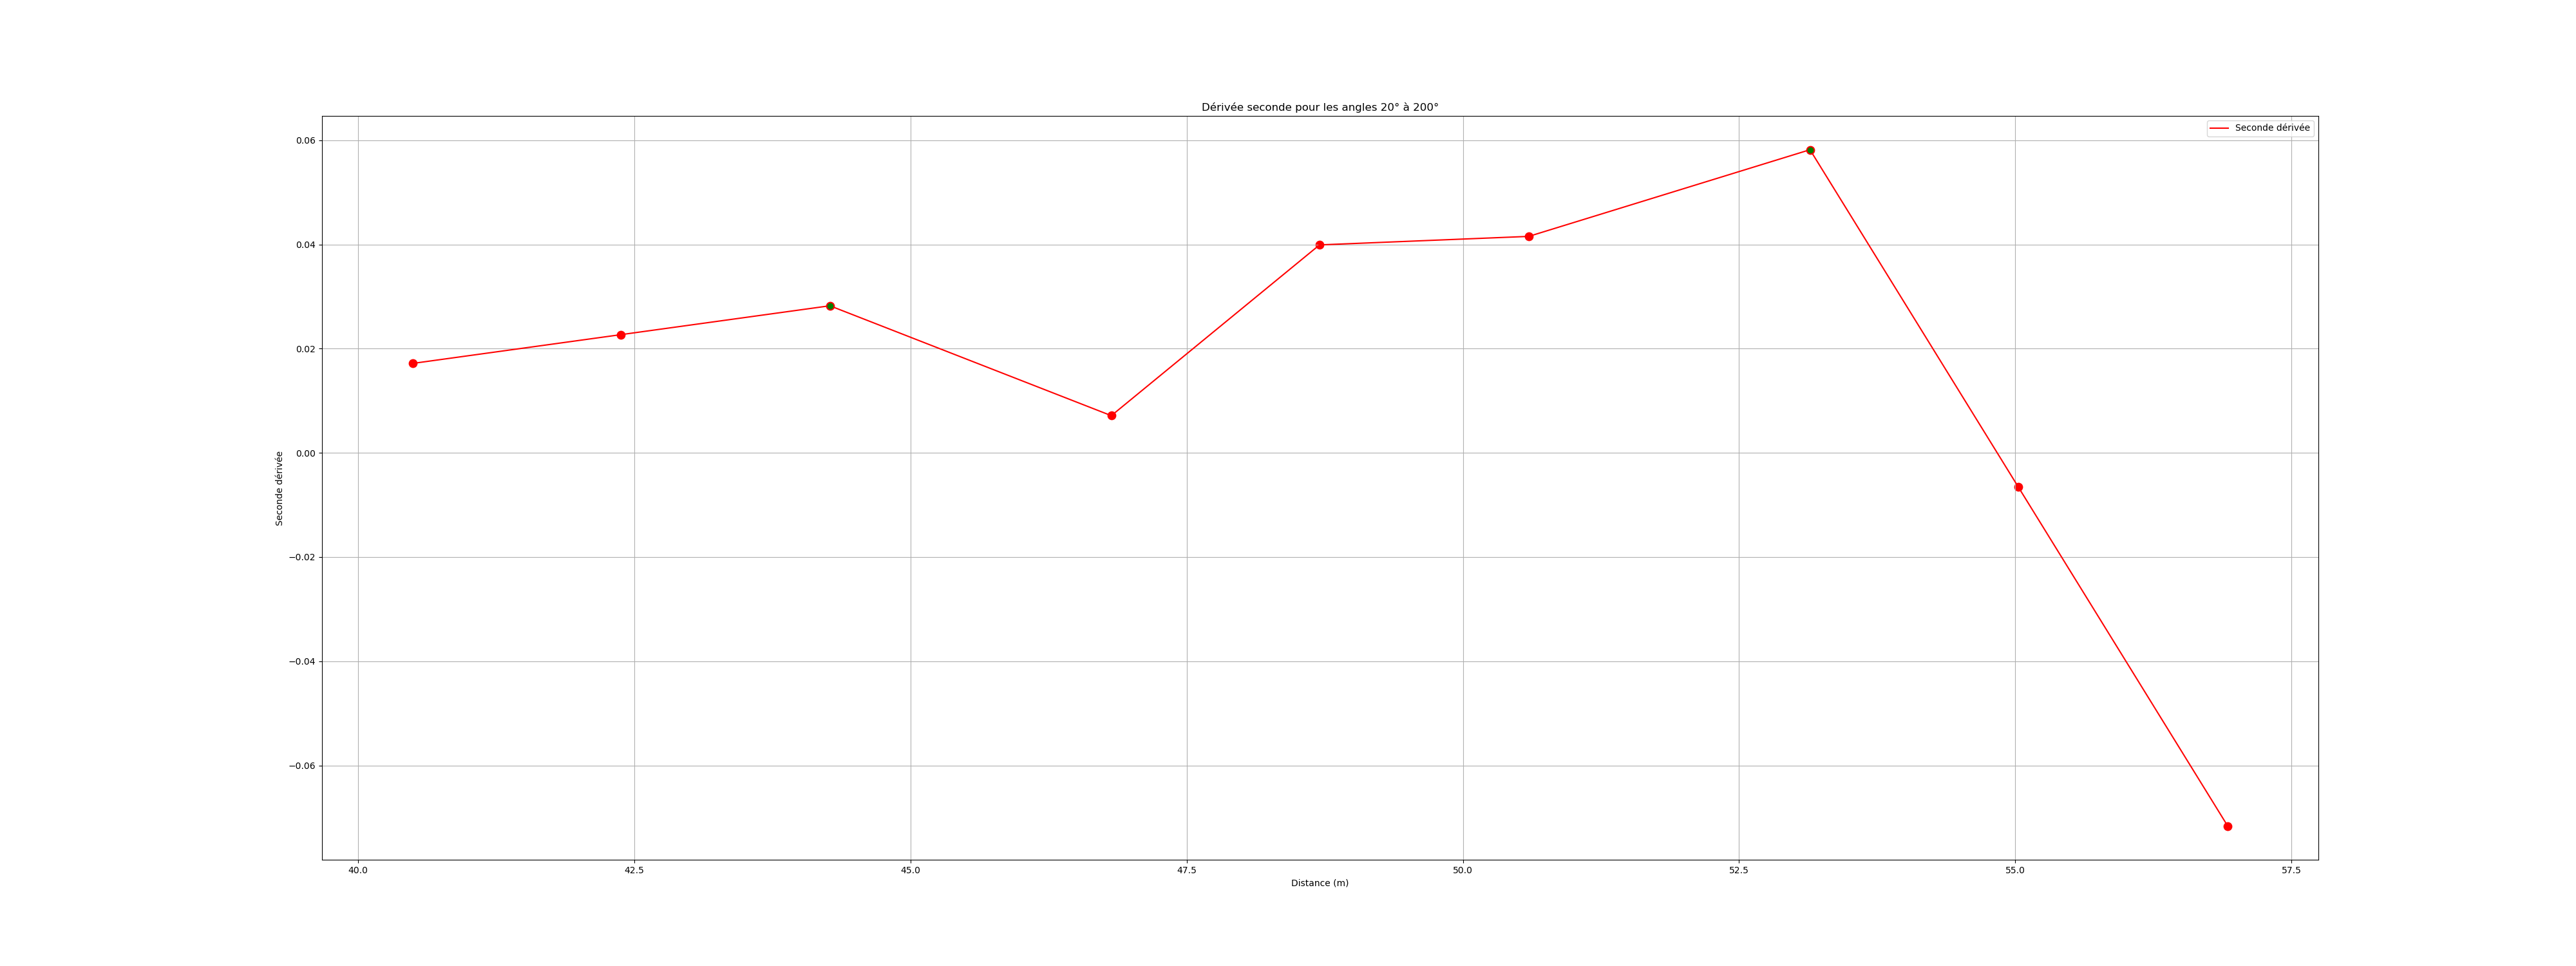 Dérivée seconde pour les angles 20° à 200°
Seconde dérivée
0.06
0.04
0.02
0.00
−0.02
−0.04
−0.06
Seconde dérivée
40.0 42.5 45.0 47.5 50.0 52.5 55.0 57.5
Distance (m)